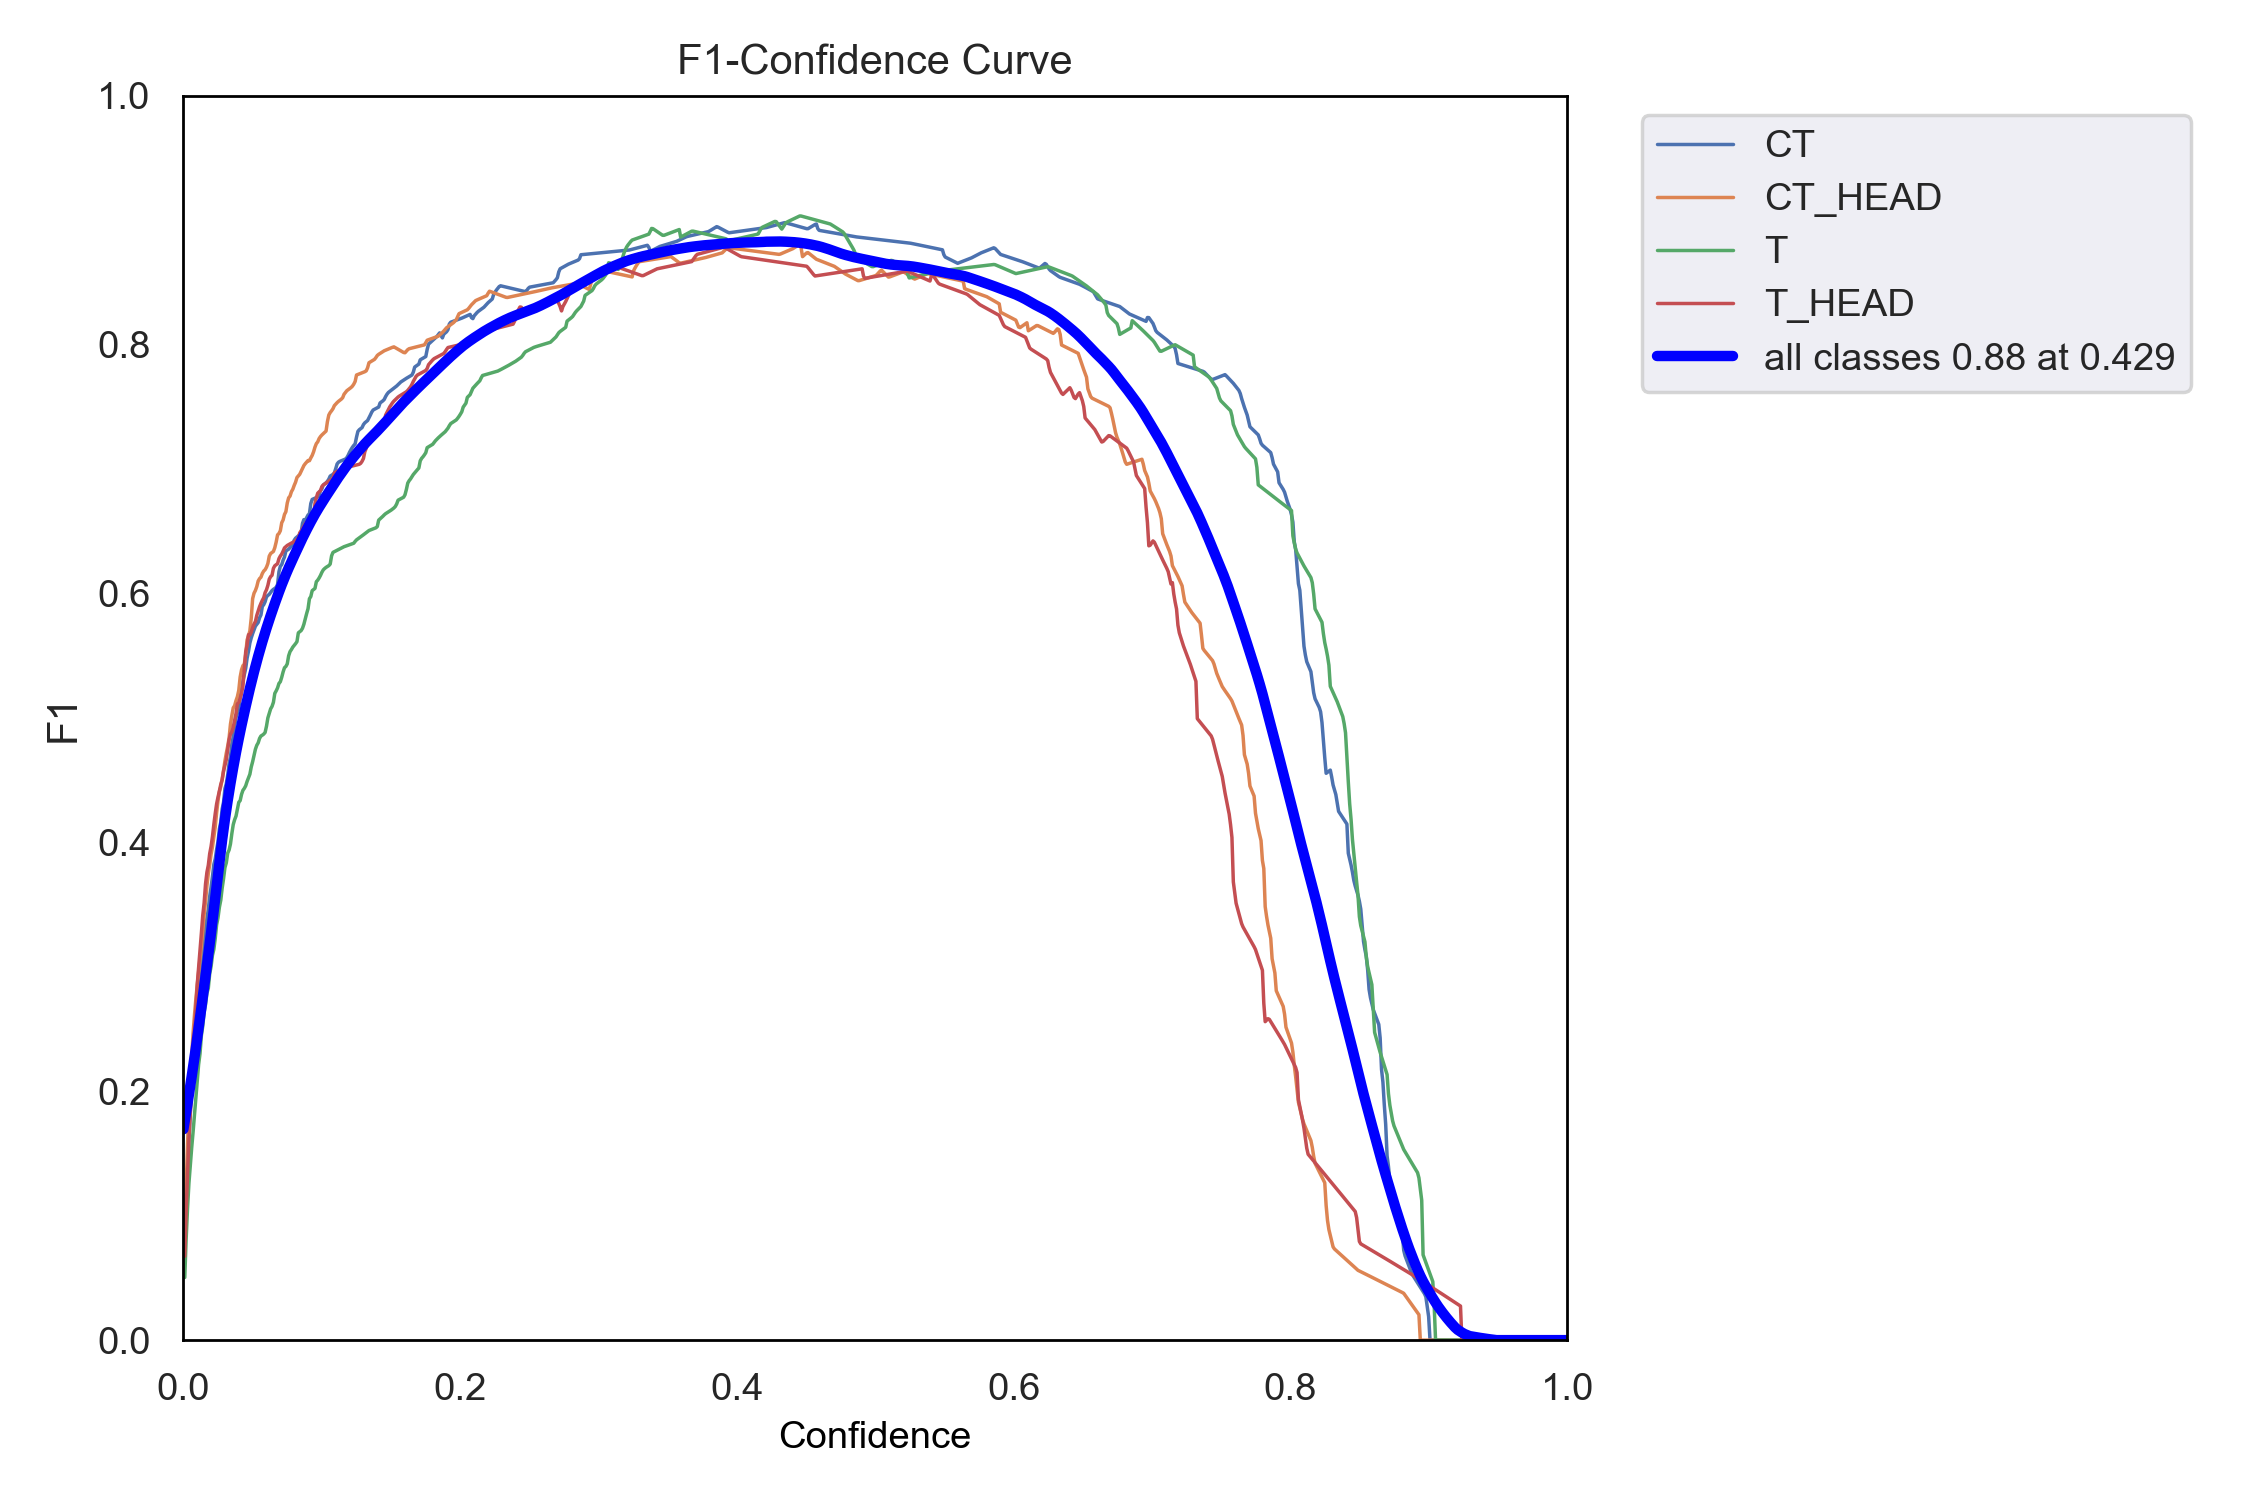 F1-Confidence Curve
1.0
0.8
0.6
0.4
0.2
0.0
F1
0.0 0.2 0.4 0.6 0.8 1.0
Confidence
CT
CT_HEAD
T
T_HEAD
all classes 0.88 at 0.429